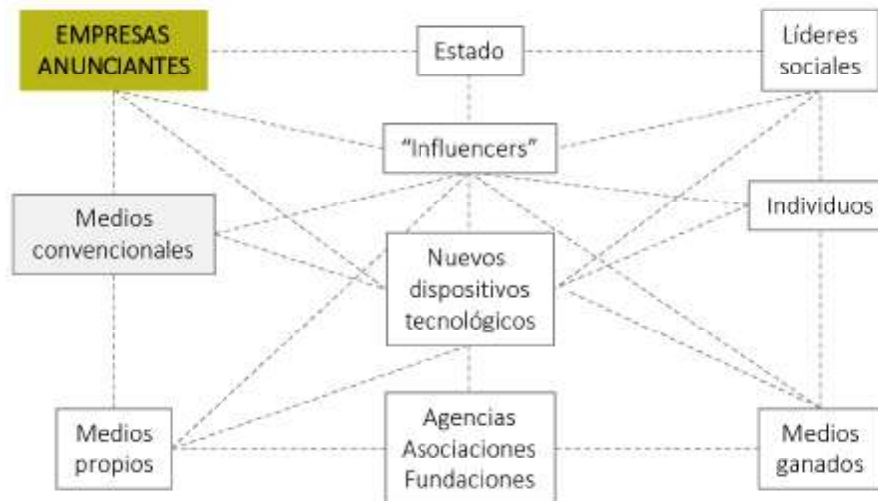 EMPRESAS
ANUNCIANTES
Estado
Líderes
sociales
“Influencers”
Medios
convencionales
Individuos
Nuevos
dispositivos
tecnológicos
Medios
propios
Agencias
Asociaciones
Fundaciones
Medios
ganados